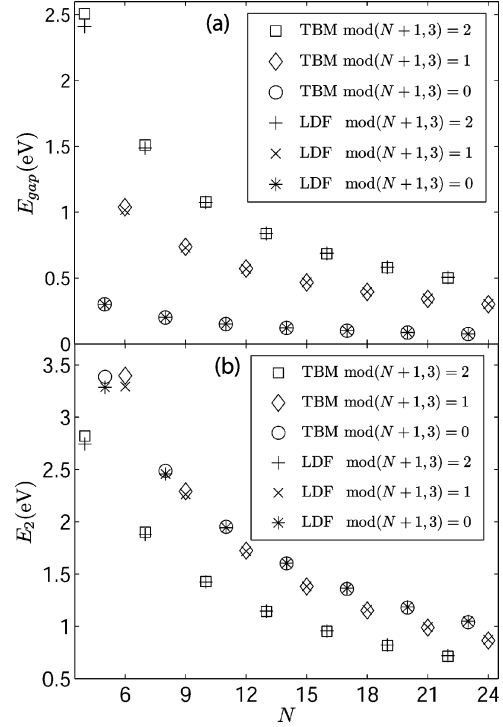 (a)
TBM mod(N+1,3)=2
TBM mod(N+1,3)=1
TBM mod(N+1,3)=0
LDF mod(N+1,3)=2
LDF mod(N+1,3)=1
LDF mod(N+1,3)=0
E_gap(eV)
2.5
2
1.5
1
0.5
0
(b)
TBM mod(N+1,3)=2
TBM mod(N+1,3)=1
TBM mod(N+1,3)=0
LDF mod(N+1,3)=2
LDF mod(N+1,3)=1
LDF mod(N+1,3)=0
E_2(eV)
3.5
3
2.5
2
1.5
1
0.5
6 9 12 15 18 21 24
N